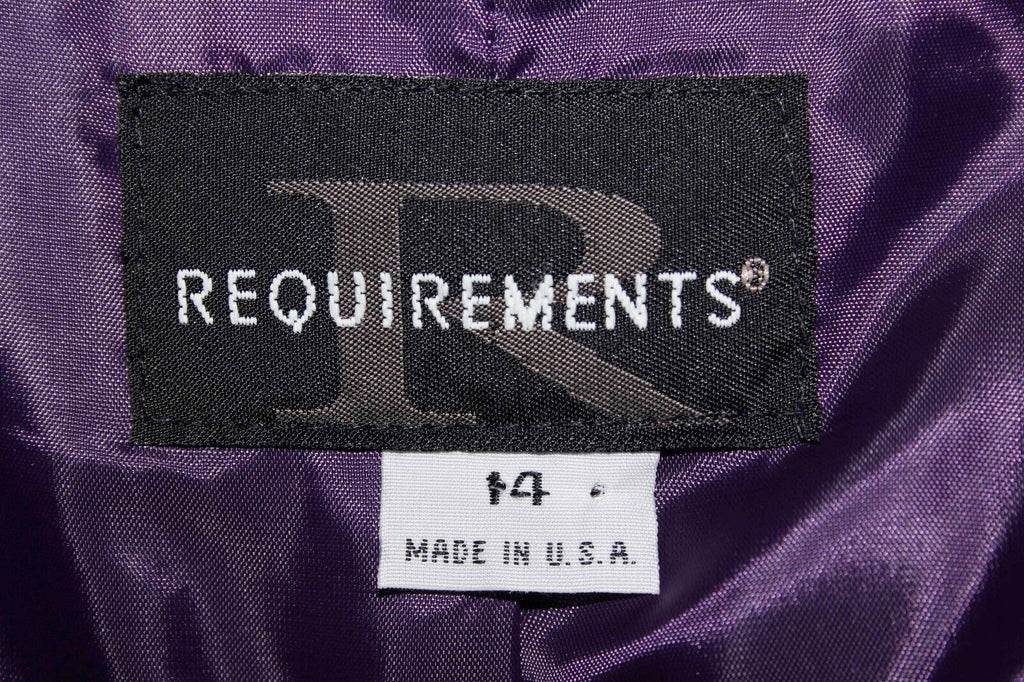 R
REQUIREMENTS®
14
MADE IN U.S.A.